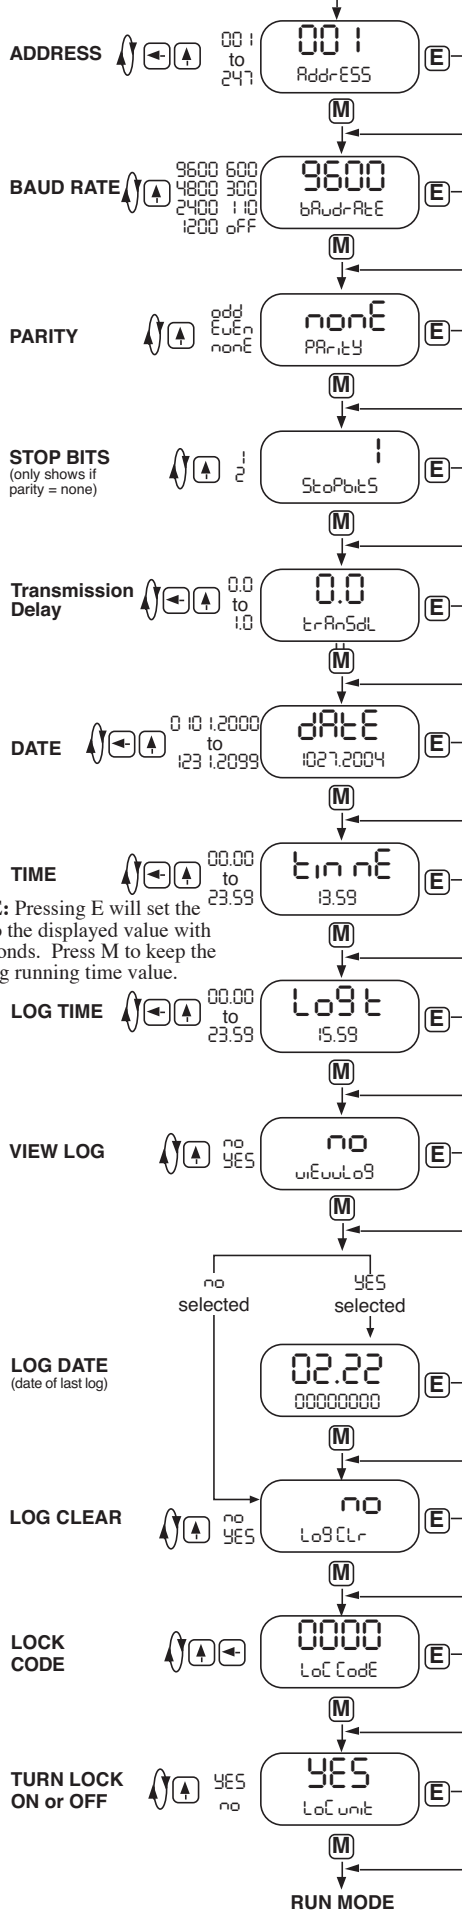 ADDRESS
001
to
247
001
AddrESS
E
M
BAUD RATE
9600 600
4800 300
2400 110
1200 oFF
9600
bAudrAtE
E
M
PARITY
odd
EvEn
nonE
nonE
PArity
E
M
STOP BITS
(only shows if
parity = none)
1
2
1
StoPbitS
E
M
Transmission
Delay
0.0
to
1.0
0.0
trAnSdL
E
M
DATE
0101.2000
to
1231.2099
dAtE
1027.2004
E
M
TIME
00.00
to
23.59
tinnE
13.59
E
E: Pressing E will set the
o the displayed value with
onds. Press M to keep the
g running time value.
M
LOG TIME
00.00
to
23.59
Log t
15.59
E
M
VIEW LOG
no
YES
no
viEvvLog
E
M
no
selected
YES
selected
LOG DATE
(date of last log)
02.22
00000000
E
M
LOG CLEAR
no
YES
no
LogCLr
E
M
LOCK
CODE
0000
LoCCodE
E
M
TURN LOCK
ON or OFF
YES
no
YES
LoCunit
E
M
RUN MODE